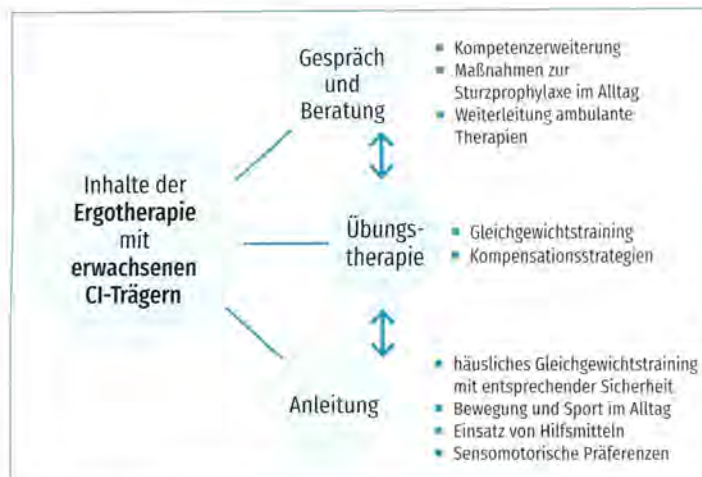 Inhalte der
Ergotherapie
mit
erwachsenen
CI-Trägern
Gespräch
und
Beratung
Kompetenzerweiterung
Maßnahmen zur
Sturzprophylaxe im Alltag
Weiterleitung ambulante
Therapien
Übungs-
therapie
Gleichgewichtstraining
Kompensationsstrategien
Anleitung
häusliches Gleichgewichtstraining
mit entsprechender Sicherheit
Bewegung und Sport im Alltag
Einsatz von Hilfsmitteln
Sensomotorische Präferenzen